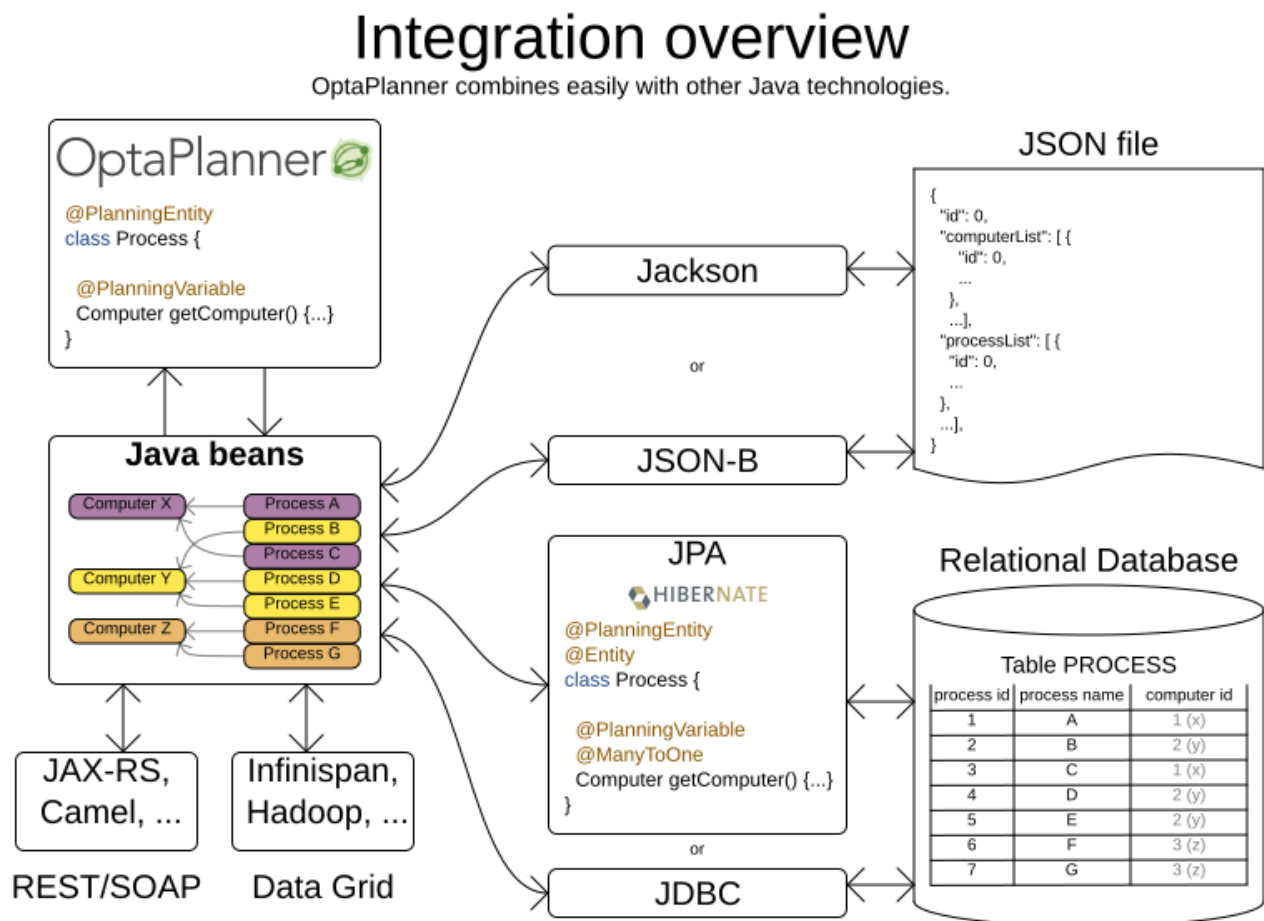 Integration overview
OptaPlanner combines easily with other Java technologies.
OptaPlanner
@PlanningEntity
class Process {
@PlanningVariable
Computer getComputer() {...}
}
Java beans
Computer X
Process A
Process B
Process C
Computer Y
Process D
Process E
Computer Z
Process F
Process G
JAX-RS,
Camel, ...
REST/SOAP
Infinispan,
Hadoop, ...
Data Grid
Jackson
or
JSON-B
JSON file
{
"id": 0,
"computerList": [ {
"id": 0,
...
},
...],
"processList": [ {
"id": 0,
...
},
...],
}
JPA
HIBERNATE
@PlanningEntity
@Entity
class Process {
@PlanningVariable
@ManyToOne
Computer getComputer() {...}
}
or
JDBC
Relational Database
Table PROCESS
process id process name computer id
1 A 1 (x)
2 B 2 (y)
3 C 1 (x)
4 D 2 (y)
5 E 2 (y)
6 F 3 (z)
7 G 3 (z)